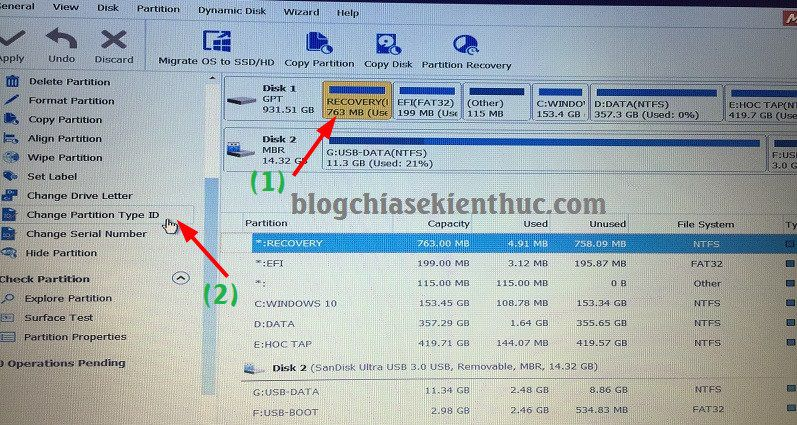 General View Disk Partition Dynamic Disk Wizard Help
Apply Undo Discard Migrate OS to SSD/HD Copy Partition Copy Disk Partition Recovery
Delete Partition
Format Partition
Copy Partition
Align Partition
Wipe Partition
Set Label
Change Drive Letter
Change Partition Type ID
Change Serial Number
Hide Partition
Check Partition
Explore Partition
Surface Test
Partition Properties
0 Operations Pending
Disk 1
GPT
931.51 GB
RECOVERY(I
763 MB (Use
EFI(FAT32)
199 MB (Use
(Other)
115 MB
C:WINDO
153.4 G
D:DATA(NTFS)
357.3 GB (Used: 0%)
E:HOC TAP(NT
419.7 GB (Us
Disk 2
MBR
14.32 GB
G:USB-DATA(NTFS)
11.3 GB (Used: 21%)
F:US
3.0 G
(1)
(2)
blogchiasekienthuc.com
Partition Capacity Used Unused File System Ty
*:RECOVERY 763.00 MB 4.91 MB 758.09 MB NTFS
*:EFI 199.00 MB 3.12 MB 195.87 MB FAT32
*: 115.00 MB 115.00 MB 0 B Other
C:WINDOWS 10 153.45 GB 108.78 MB 153.34 GB NTFS
D:DATA 357.29 GB 1.64 GB 355.65 GB NTFS
E:HOC TAP 419.71 GB 144.07 MB 419.57 GB NTFS
Disk 2 (SanDisk Ultra USB 3.0 USB, Removable, MBR, 14.32 GB)
G:USB-DATA 11.34 GB 2.48 GB 8.86 GB NTFS
F:USB-BOOT 2.98 GB 2.46 GB 534.83 MB FAT32